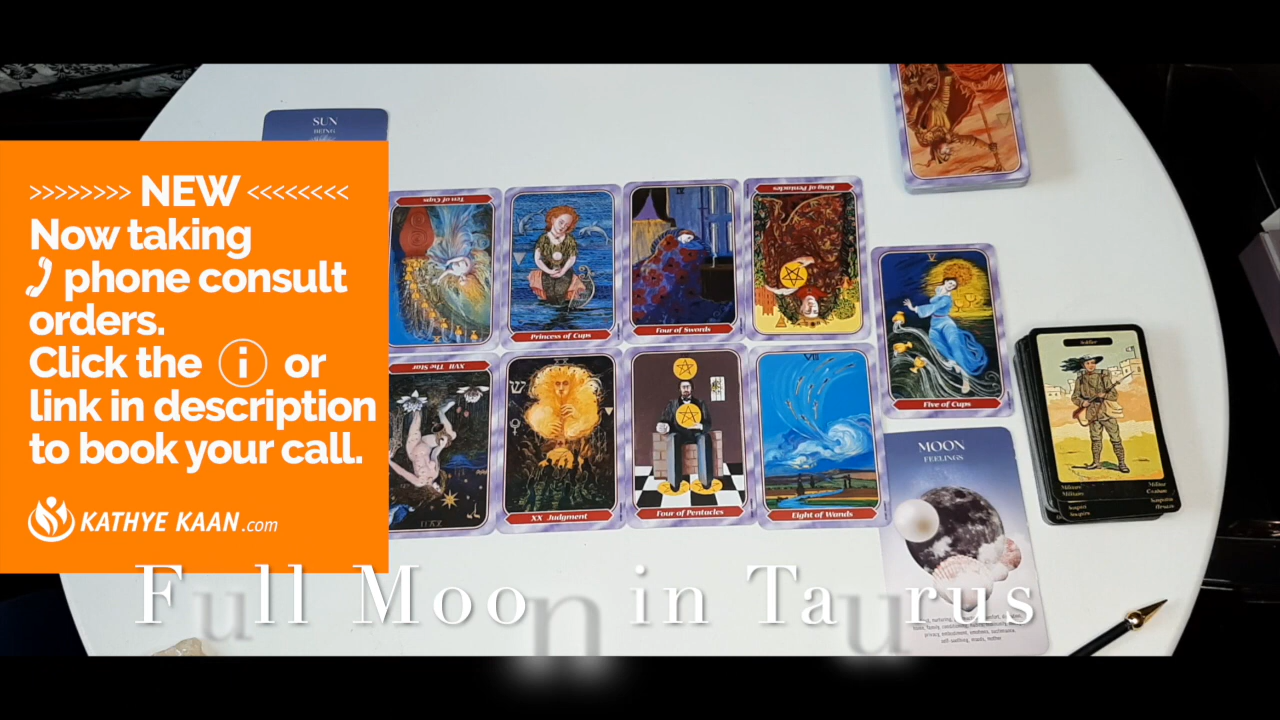 SUN
BEING
>>>>>>>> NEW <<<<<<<<
Now taking
phone consult
orders.
Click the i or
link in description
to book your call.
KATHYE KAAN.com
Ten of Cups
Princess of Cups
Four of Swords
King of Pentacles
V
Five of Cups
Soldier
XVII The Star
XX
XX Judgment
Four of Pentacles
VIII
Eight of Wands
MOON
FEELINGS
Full Moon in Taurus